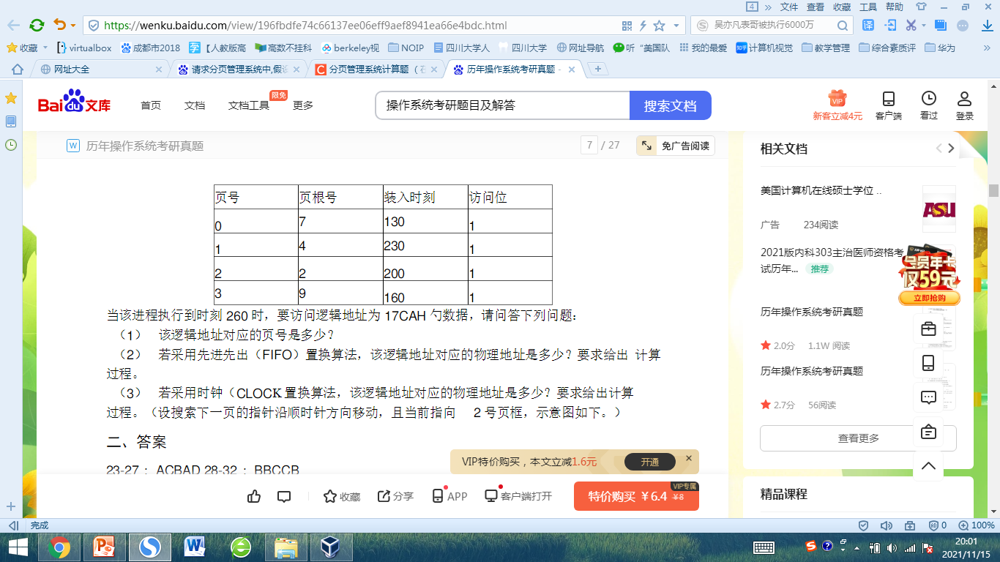 4 » 文件 查看 收藏 工具 帮助
https://wenku.baidu.com/view/196fbdfe74c66137ee06eff9aef8941ea66e4bdc.html
吴亦凡表哥被执行6000万
收藏 virtualbox 成都市2018 【人教版高 高数不挂科 berkeley视 NOIP 四川大学人 四川大学 网址导航 听“美国队 我的最爱 计算机视觉 教学管理 综合素质评 华为 »
网址大全 请求分页管理系统中,假设 分页管理系统计算题（在 历年操作系统考研真题 -
Bai du 文库 首页 文档 文档工具 限免 更多
操作系统考研题目及解答 搜索文档
VIP 新客立减4元 客户端 看过 登录
W 历年操作系统考研真题 7 / 27 免广告阅读
页号 页根号 装入时刻 访问位
0 7 130 1
1 4 230 1
2 2 200 1
3 9 160 1
当该进程执行到时刻 260 时，要访问逻辑地址为 17CAH 勺数据，请问答下列问题：
（1） 该逻辑地址对应的页号是多少？
（2） 若采用先进先出（FIFO）置换算法，该逻辑地址对应的物理地址是多少？要求给出 计算
过程。
（3） 若采用时钟（CLOCK 置换算法，该逻辑地址对应的物理地址是多少？要求给出计算
过程。（设搜索下一页的指针沿顺时针方向移动，且当前指向 2 号页框，示意图如下。）
二、答案
23-27 ： ACBAD 28-32 ： BBCCB
VIP特价购买，本文立减1.6元 开通
收藏 分享 APP 客户端打开
特价购买 ￥6.4 ￥8 VIP专属
相关文档
美国计算机在线硕士学位 ..
ASU
广告 234阅读
2021版内科303主治医师资格考
试历年... 推荐
会员年卡
仅59元
立即抢购
历年操作系统考研真题
2.0分 1.1W 阅读
历年操作系统考研真题
2.7分 56阅读
查看更多
精品课程
完成 0 100%
20:01
2021/11/15